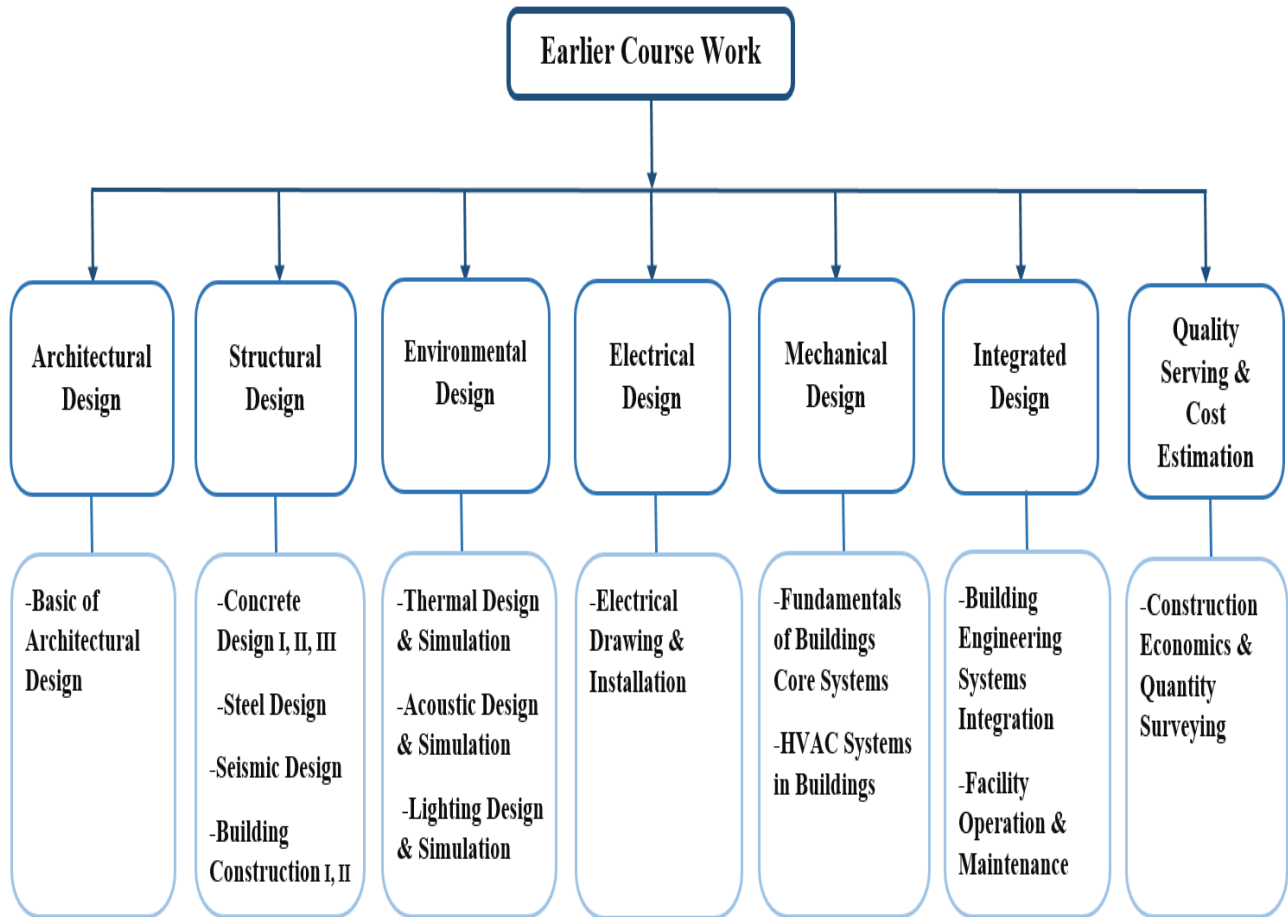 Earlier Course Work
Architectural
Design
Structural
Design
Environmental
Design
Electrical
Design
Mechanical
Design
Integrated
Design
Quality
Serving &
Cost
Estimation
-Basic of
Architectural
Design
-Concrete
Design I, II, III
-Steel Design
-Seismic Design
-Building
Construction I, II
-Thermal Design
& Simulation
-Acoustic Design
& Simulation
-Lighting Design
& Simulation
-Electrical
Drawing &
Installation
-Fundamentals
of Buildings
Core Systems
-HVAC Systems
in Buildings
-Building
Engineering
Systems
Integration
-Facility
Operation &
Maintenance
-Construction
Economics &
Quantity
Surveying